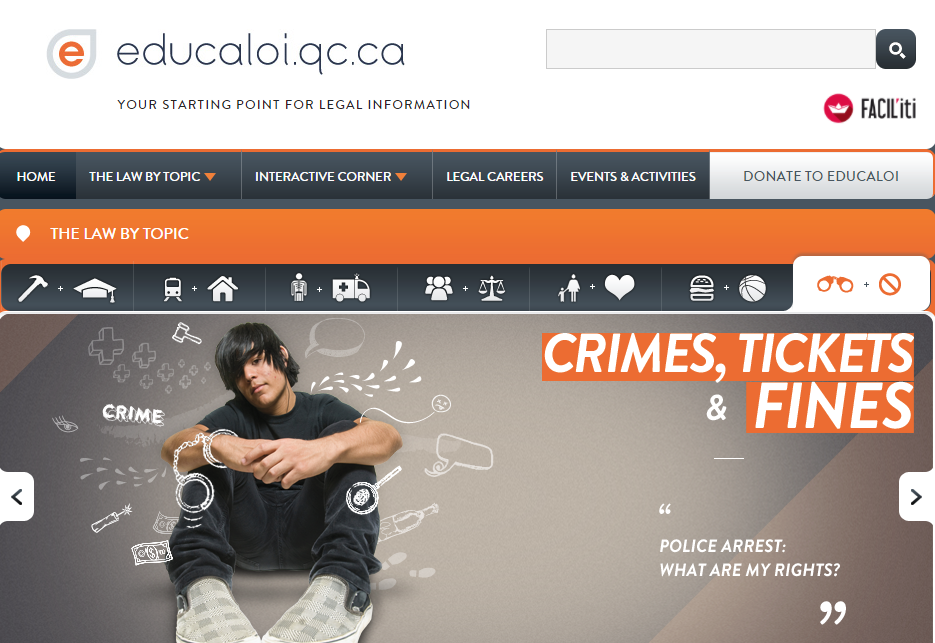 e educaloi.qc.ca
YOUR STARTING POINT FOR LEGAL INFORMATION
FACIL'iti
HOME THE LAW BY TOPIC INTERACTIVE CORNER LEGAL CAREERS EVENTS & ACTIVITIES DONATE TO EDUCALOI
THE LAW BY TOPIC
+ + + + + + +
CRIMES, TICKETS
& FINES
CRIME
“
POLICE ARREST:
WHAT ARE MY RIGHTS?
”